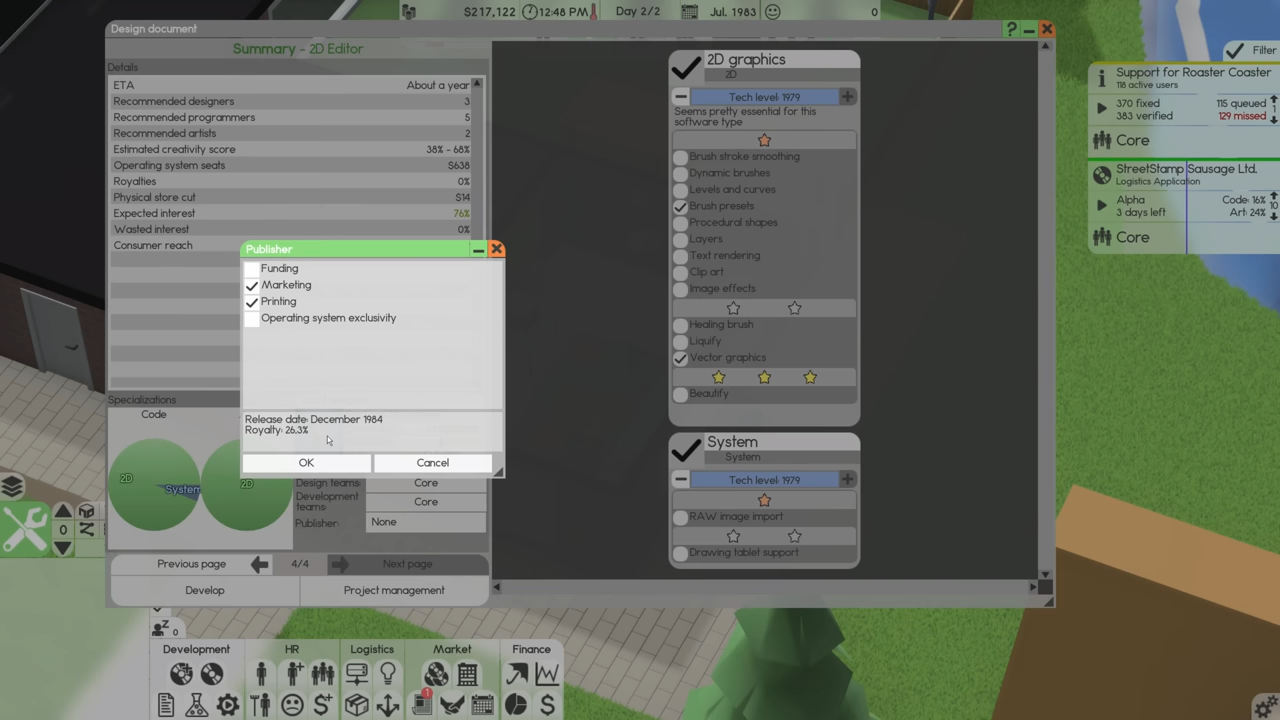 $217,122 12:48 PM Day 2/2 Jul. 1983 0
Design document
?
Summary - 2D Editor
Details
ETA About a year
Recommended designers 3
Recommended programmers 5
Recommended artists 2
Estimated creativity score 38% - 68%
Operating system seats $638
Royalties 0%
Physical store cut $14
Expected interest 76%
Wasted interest 0%
Consumer reach
Publisher
Funding
Marketing
Printing
Operating system exclusivity
Release date: December 1984
Royalty: 26.3%
OK Cancel
Specializations
Code
2D
System
2D
Design teams: Core
Development teams: Core
Publisher: None
Previous page 4/4 Next page
Develop Project management
2D graphics
2D
Tech level: 1979
Seems pretty essential for this
software type
Brush stroke smoothing
Dynamic brushes
Levels and curves
Brush presets
Procedural shapes
Layers
Text rendering
Clip art
Image effects
Healing brush
Liquify
Vector graphics
Beautify
System
System
Tech level: 1979
RAW image import
Drawing tablet support
Filter
Support for Roaster Coaster
118 active users
370 fixed 115 queued
383 verified 129 missed
1
Core
StreetStamp Sausage Ltd.
Logistics Application
Alpha Code: 16%
3 days left Art: 24%
10
Core
0
Z 0
Development HR Logistics Market Finance
1